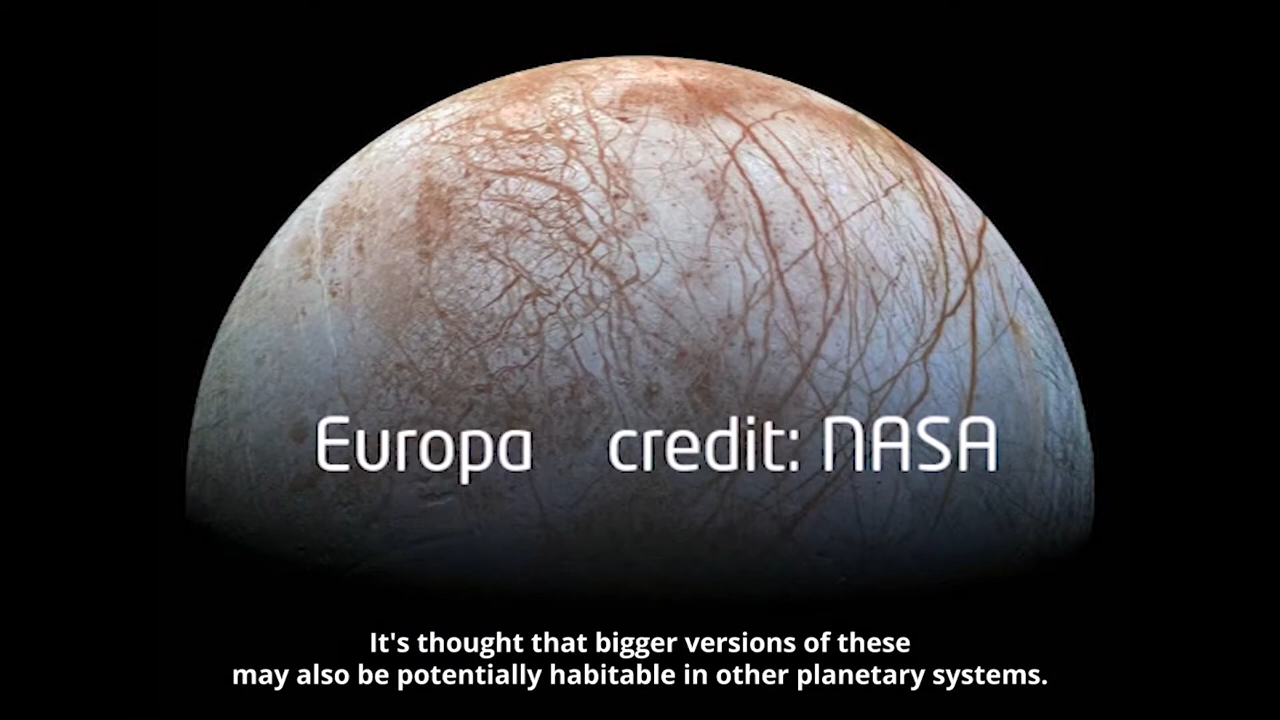 Europa credit: NASA
It's thought that bigger versions of these
may also be potentially habitable in other planetary systems.